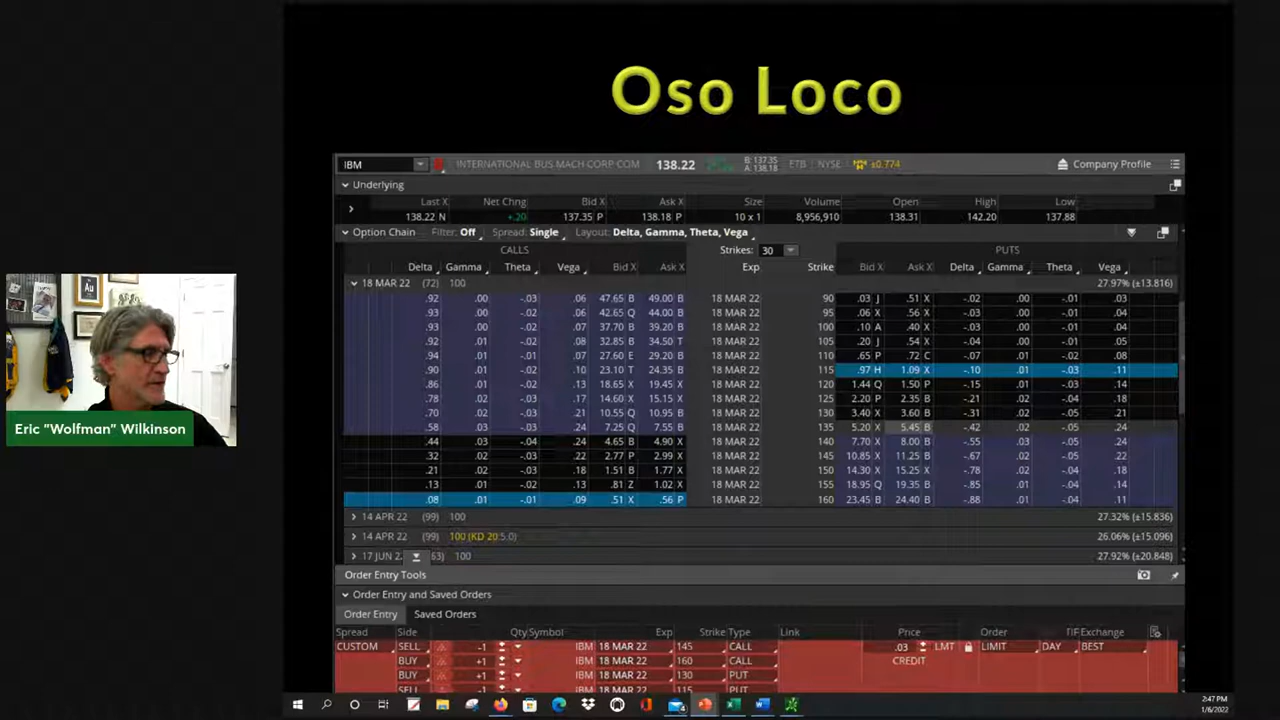 Oso Loco
IBM INTERNATIONAL BUS MACH CORP COM 138.22 B: 137.35 A: 138.18 ETB NYSE ±0.774 Company Profile
Underlying
Last X Net Chng Bid X Ask X Size Volume Open High Low
138.22 N +.20 137.35 P 138.18 P 10 x 1 8,956,910 138.31 142.20 137.88
Option Chain Filter: Off Spread: Single Layout: Delta, Gamma, Theta, Vega
CALLS Strikes: 30 PUTS
Delta Gamma Theta Vega Bid X Ask X Exp Strike Bid X Ask X Delta Gamma Theta Vega
18 MAR 22 (72) 100 27.97% (±13.816)
.92 .00 -.03 .06 47.65 B 49.00 B 18 MAR 22 90 .03 J .51 X -.02 .00 -.01 .03
.93 .00 -.02 .06 42.65 Q 44.00 B 18 MAR 22 95 .06 X .56 X -.03 .00 -.01 .04
.93 .00 -.02 .07 37.70 B 39.20 B 18 MAR 22 100 .10 A .40 X -.03 .00 -.01 .04
.92 .01 -.02 .08 32.85 B 34.50 T 18 MAR 22 105 .20 J .54 X -.04 .00 -.01 .05
.94 .01 -.01 .07 27.60 E 29.20 B 18 MAR 22 110 .65 P .72 C -.07 .01 -.02 .08
.90 .01 -.02 .10 23.10 T 24.35 B 18 MAR 22 115 .97 H 1.09 X -.10 .01 -.03 .11
.86 .01 -.02 .13 18.65 X 19.45 X 18 MAR 22 120 1.44 Q 1.50 P -.15 .01 -.03 .14
.78 .01 -.03 .17 14.60 X 15.15 X 18 MAR 22 125 2.20 P 2.35 B -.21 .02 -.04 .18
.70 .02 -.03 .21 10.55 Q 10.95 B 18 MAR 22 130 3.40 X 3.60 B -.31 .02 -.05 .21
.58 .03 -.03 .24 7.25 Q 7.55 B 18 MAR 22 135 5.20 X 5.45 B -.42 .02 -.05 .24
.44 .03 -.04 .24 4.65 B 4.90 X 18 MAR 22 140 7.70 X 8.00 B -.55 .03 -.05 .24
.32 .03 -.03 .22 2.77 P 2.99 X 18 MAR 22 145 10.85 X 11.25 B -.67 .02 -.05 .22
.21 .02 -.03 .18 1.51 B 1.77 X 18 MAR 22 150 14.30 X 15.25 X -.78 .02 -.04 .18
.13 .01 -.02 .13 .81 Z 1.02 X 18 MAR 22 155 18.95 Q 19.35 B -.85 .02 -.04 .14
.08 .01 -.01 .09 .51 X .56 P 18 MAR 22 160 23.45 B 24.40 B -.88 .01 -.04 .11
14 APR 22 (99) 100 27.32% (±15.836)
14 APR 22 (99) 100 (KD 20:5.0) 26.06% (±15.096)
17 JUN 2 63) 100 27.92% (±20.848)
Order Entry Tools
Order Entry and Saved Orders
Order Entry Saved Orders
Spread Side Qty Symbol Exp Strike Type Link Price Order TIF Exchange
CUSTOM SELL -1 IBM 18 MAR 22 145 CALL .03 LMT LIMIT DAY BEST
BUY +1 IBM 18 MAR 22 160 CALL CREDIT
BUY +1 IBM 18 MAR 22 130 PUT
SELL -1 IBM 18 MAR 22 115 PUT
Eric "Wolfman" Wilkinson
Au
2:47 PM
1/6/2022